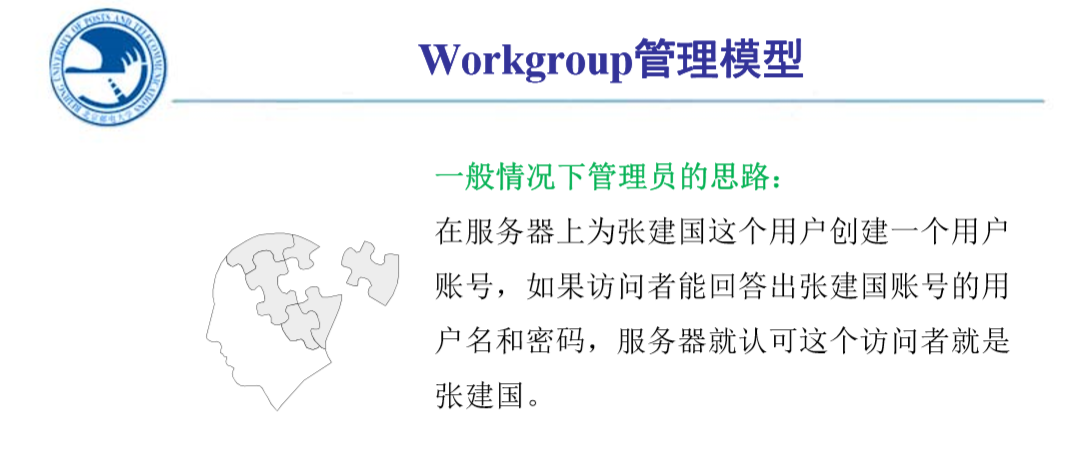 Workgroup管理模型
BEIJING UNIVERSITY OF POSTS AND TELECOMMUNICATIONS
北京邮电大学
一般情况下管理员的思路：
在服务器上为张建国这个用户创建一个用户
账号，如果访问者能回答出张建国账号的用
户名和密码，服务器就认可这个访问者就是
张建国。